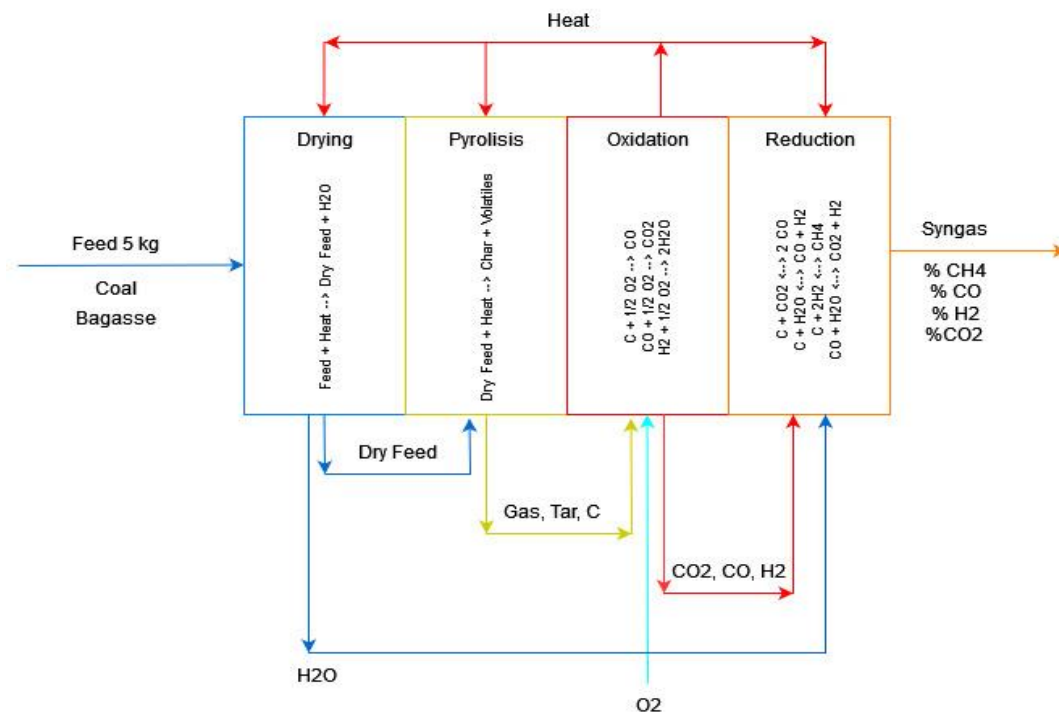 Heat
Drying
Pyrolisis
Oxidation
Reduction
Feed + Heat --> Dry Feed + H2O
Dry Feed + Heat --> Char + Volatiles
C + 1/2 O2 --> CO
CO + 1/2 O2 --> CO2
H2 + 1/2 O2 --> 2H2O
C + CO2 <--> 2 CO
C + H2O <--> CO + H2
C + 2H2 <--> CH4
CO + H2O <--> CO2 + H2
Feed 5 kg
Coal
Bagasse
Syngas
% CH4
% CO
% H2
%CO2
Dry Feed
Gas, Tar, C
CO2, CO, H2
H2O
O2